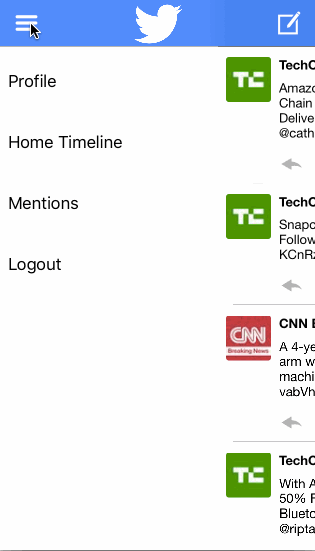 Profile
Home Timeline
Mentions
Logout
TC
TechC
Amazo
Chain
Delive
@cath
TC
TechC
Snapc
Follow
KCnRz
CNN
Breaking News
CNN B
A 4-ye
arm w
machi
vabVh
TC
TechC
With A
50% F
Blueto
@ripta